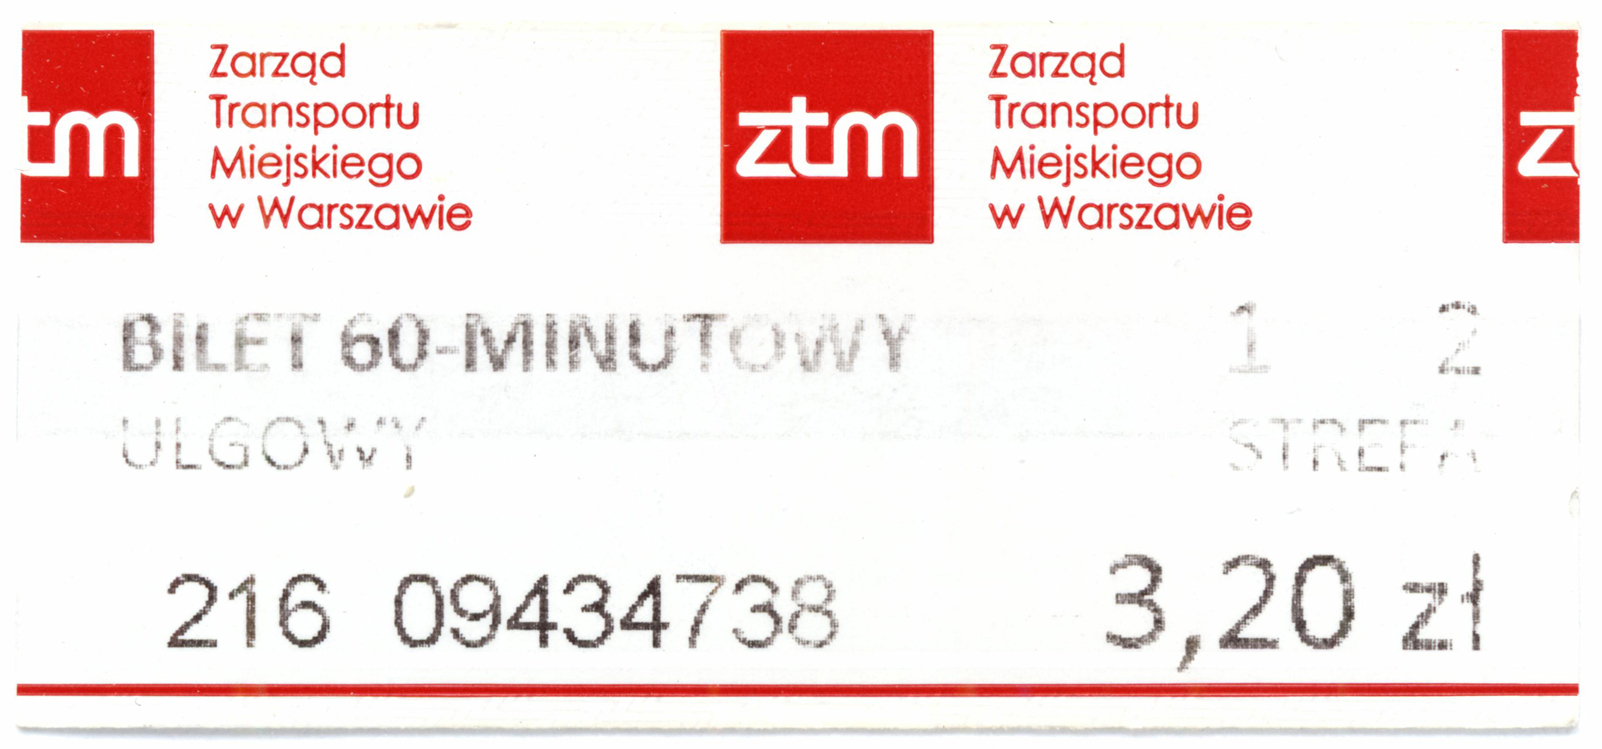 ztm
Zarząd
Transportu
Miejskiego
w Warszawie
ztm
Zarząd
Transportu
Miejskiego
w Warszawie
BILET 60-MINUTOWY 1 2
ULGOWY STREFA
216 09434738 3,20 zł